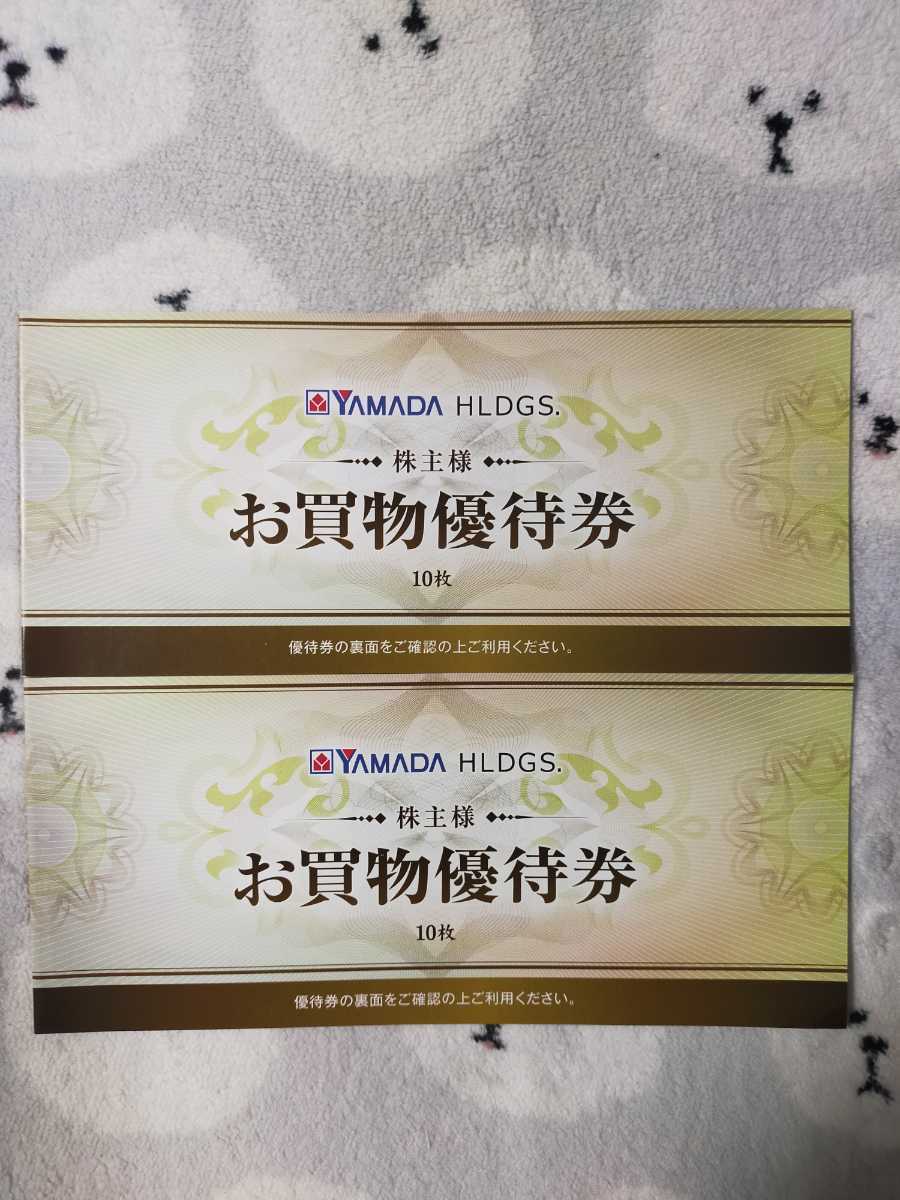 YAMADA HLDGS.
株主様
お買物優待券
10枚
優待券の裏面をご確認の上ご利用ください。
YAMADA HLDGS.
株主様
お買物優待券
10枚
優待券の裏面をご確認の上ご利用ください。